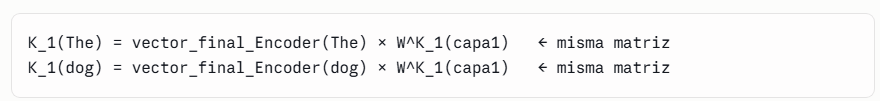 K_1(The) = vector_final_Encoder(The) × W^K_1(capa1)   ← misma matriz
K_1(dog) = vector_final_Encoder(dog) × W^K_1(capa1)   ← misma matriz